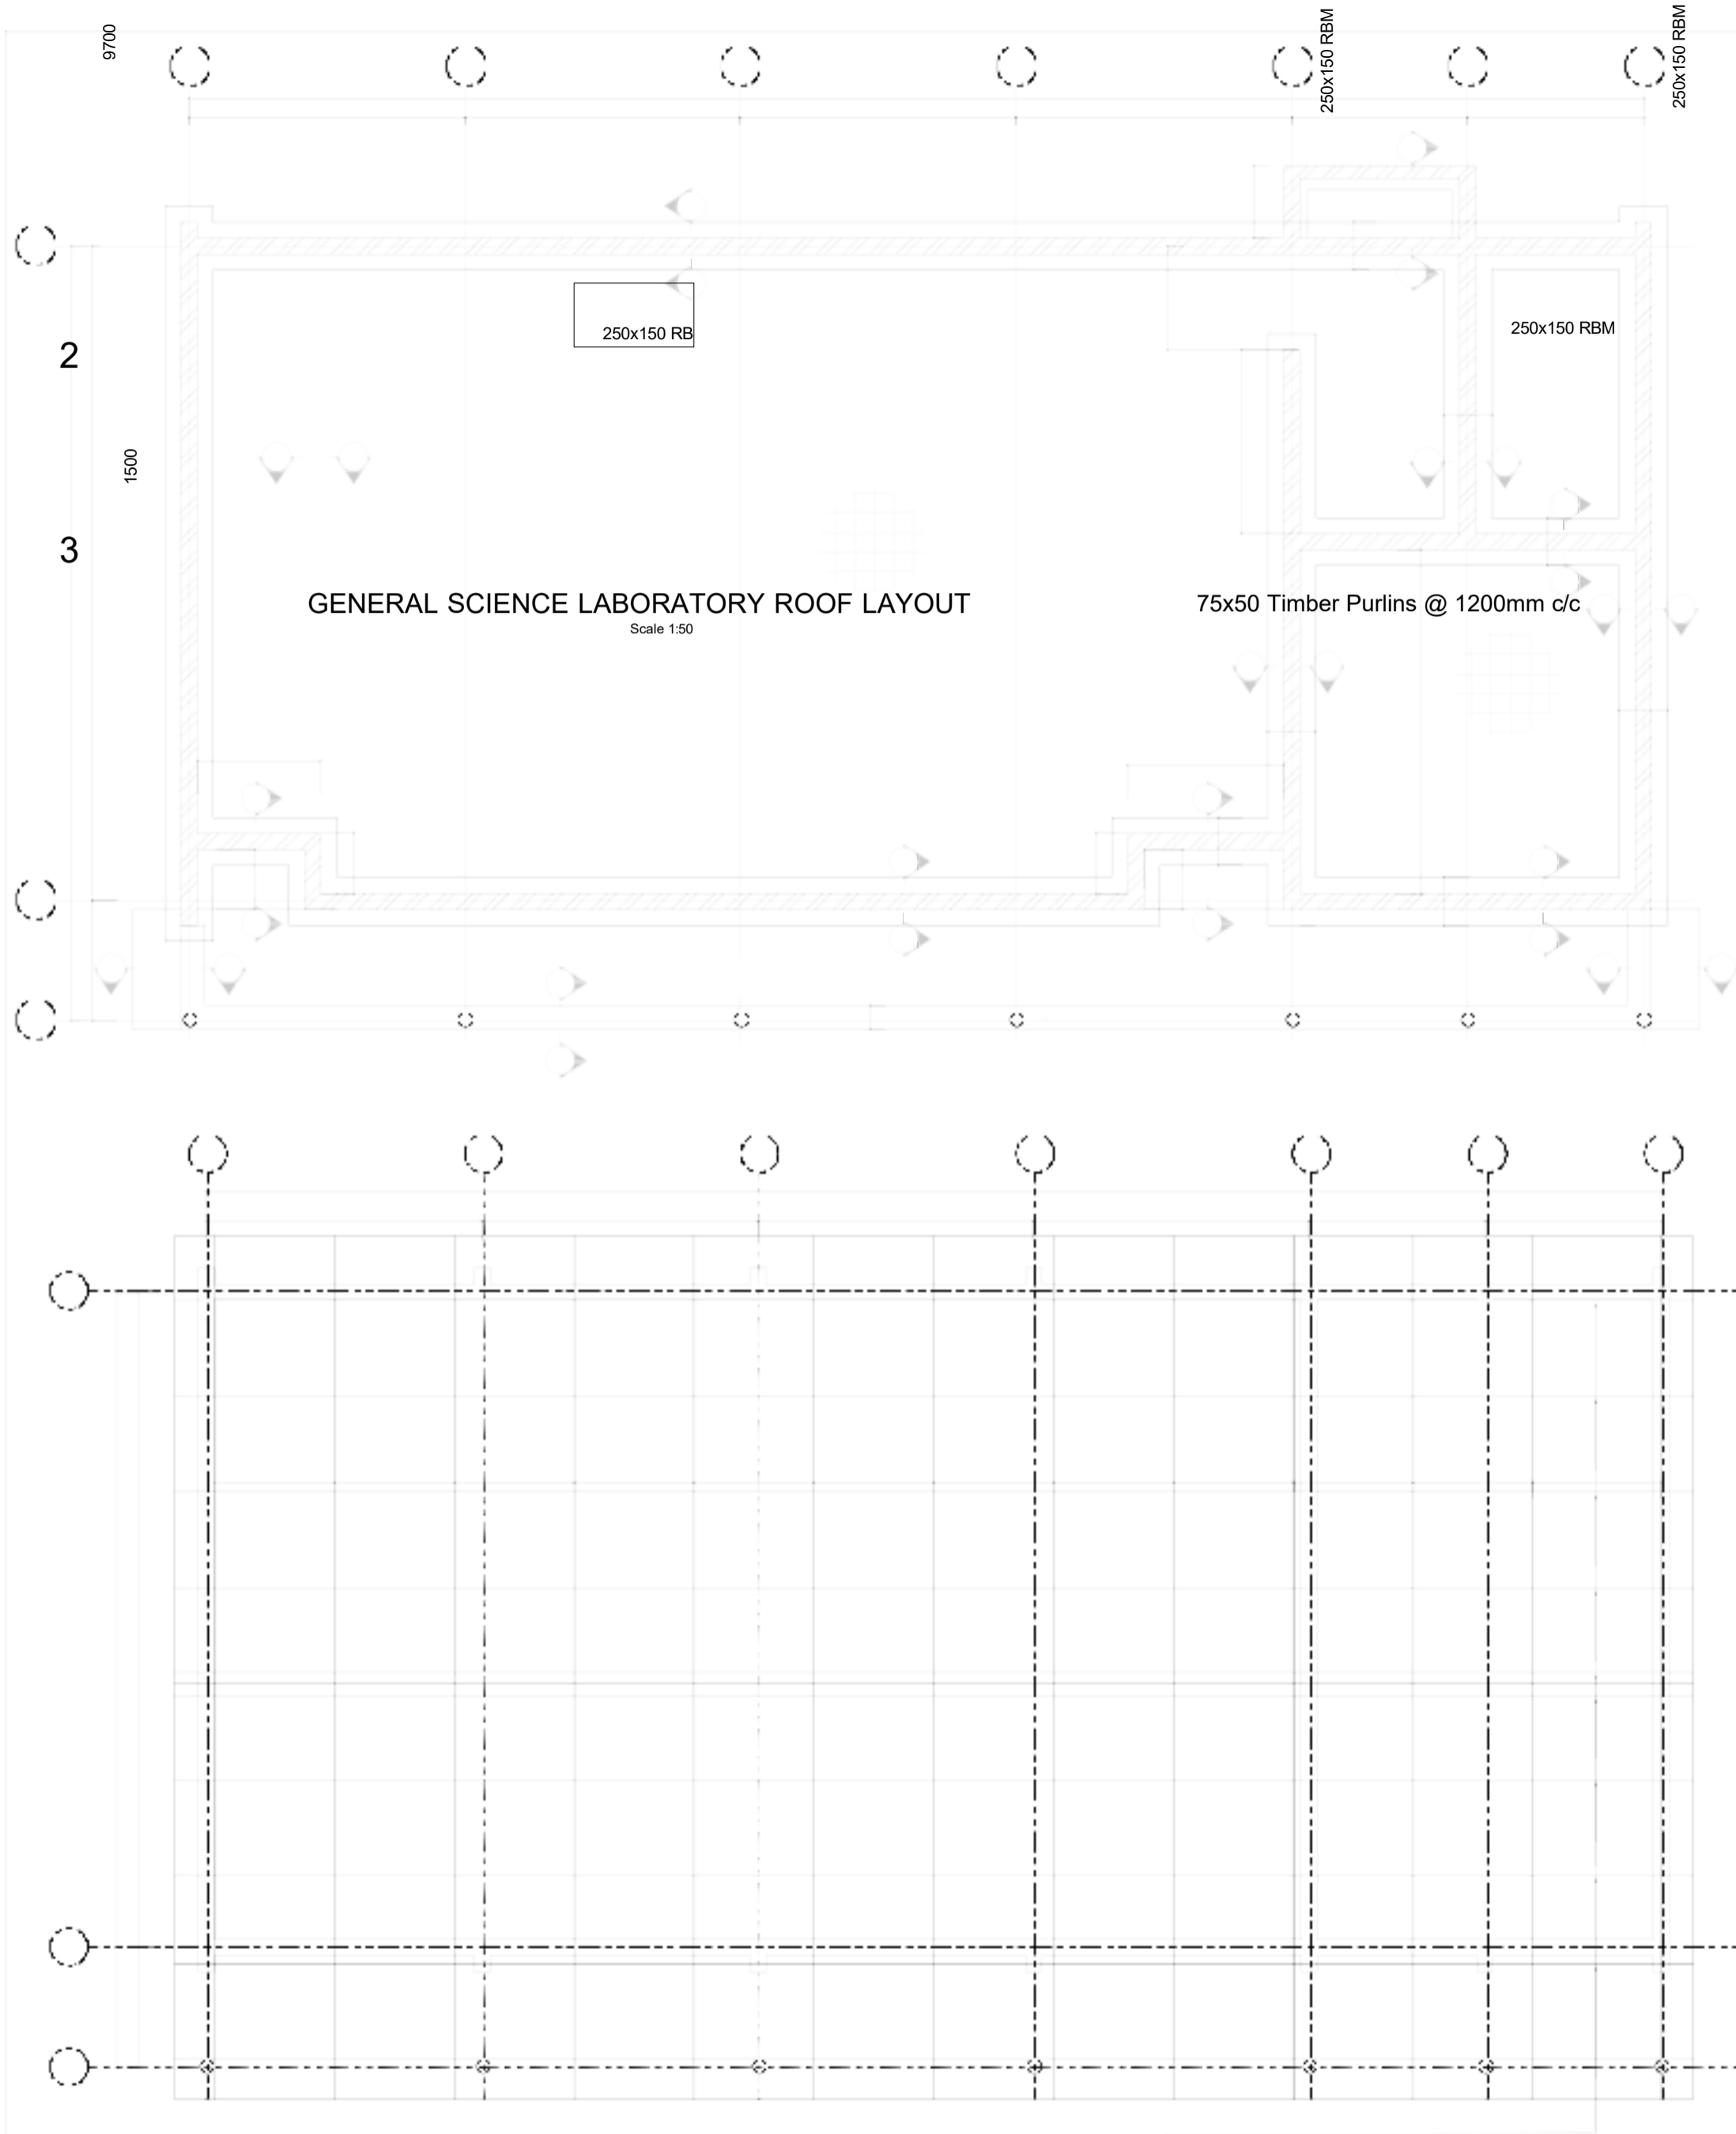 9700
250x150 RBM
250x150 RBM
250x150 RB
250x150 RBM
2
1500
3
GENERAL SCIENCE LABORATORY ROOF LAYOUT
75x50 Timber Purlins @ 1200mm c/c
Scale 1:50